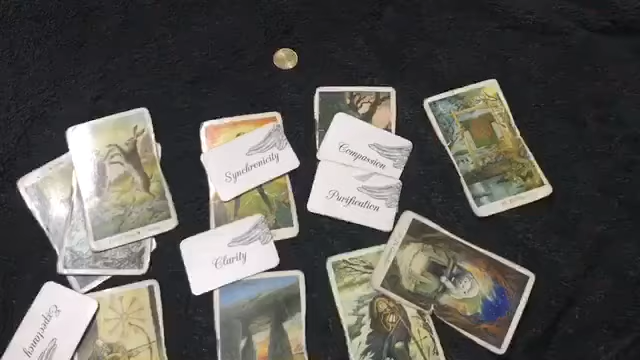 Synchronicity
Compassion
Purification
Clarity
Expectancy